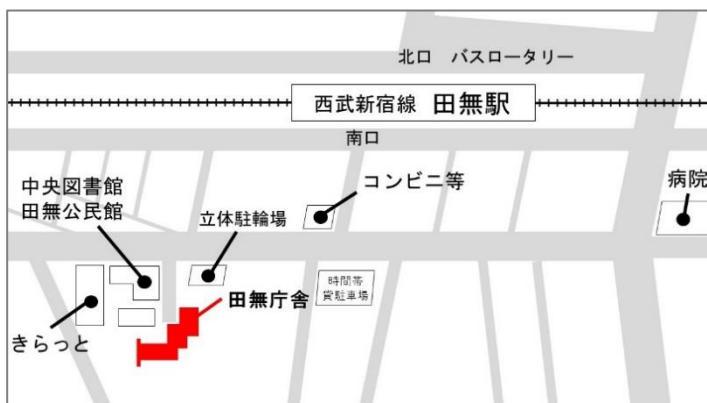 北口　バスロータリー
西武新宿線　田無駅
南口
中央図書館
田無公民館
コンビニ等
病院
立体駐輪場
時間帯
貸駐車場
田無庁舎
きらっと